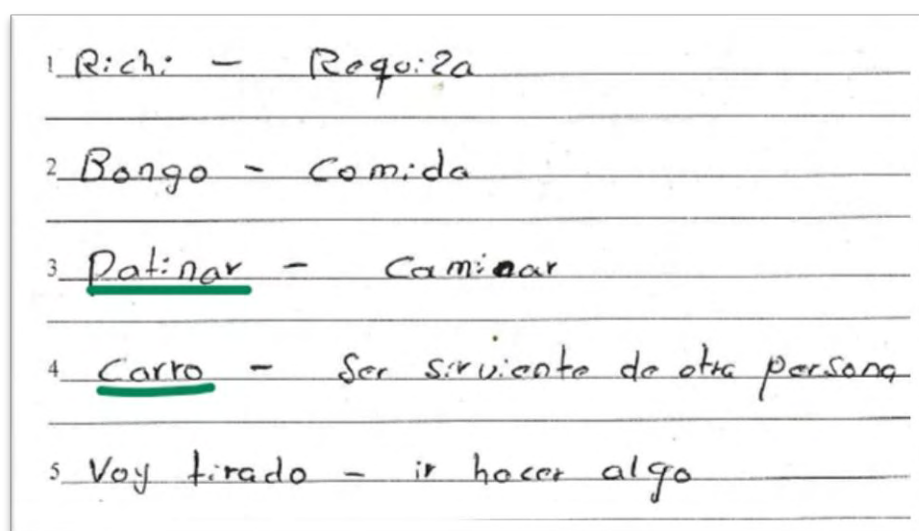 1 Richi - Requiza
2 Bongo - Comida
3 Patinar - Caminar
4 Carro - Ser sirviente de otra persona
5 Voy tirado - ir hacer algo